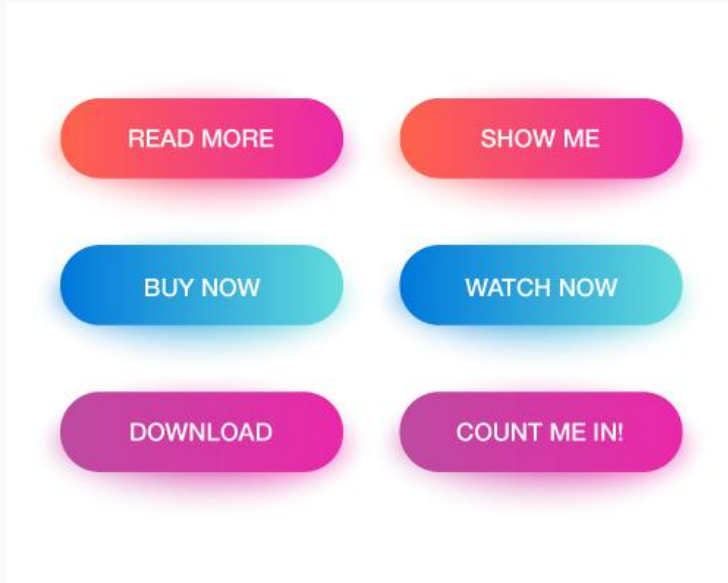 READ MORE
SHOW ME
BUY NOW
WATCH NOW
DOWNLOAD
COUNT ME IN!